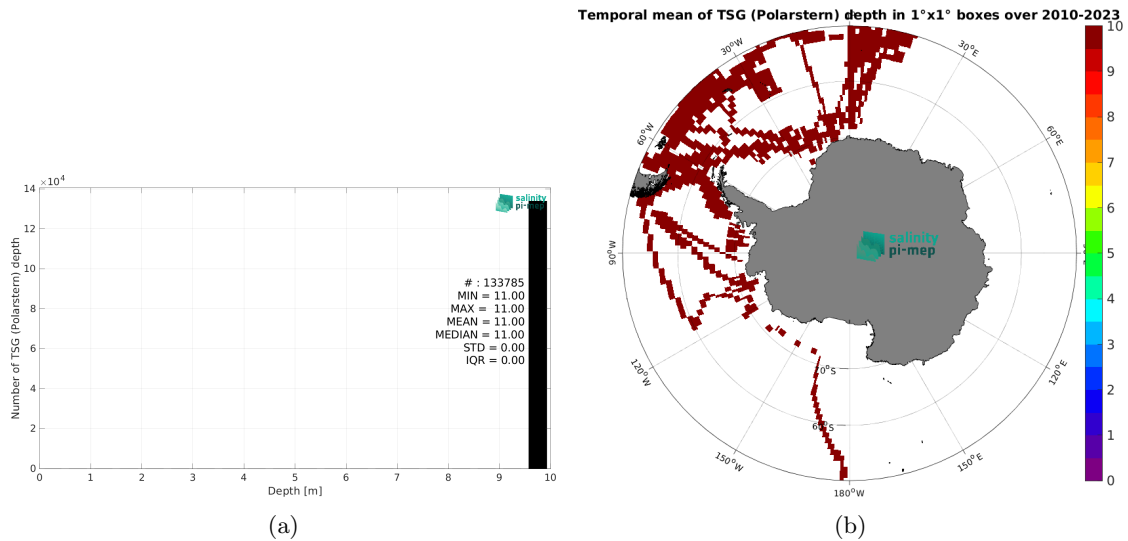 Temporal mean of TSG (Polarstern) depth in 1°x1° boxes over 2010-2023
×10⁴
14
12
10
8
6
4
2
0
Number of TSG (Polarstern) depth
salinity
pi-mep
# : 133785
MIN = 11.00
MAX = 11.00
MEAN = 11.00
MEDIAN = 11.00
STD = 0.00
IQR = 0.00
0 1 2 3 4 5 6 7 8 9 10
Depth [m]
(a)
30°W
30°E
60°W
60°E
90°W
120°W
120°E
150°W
150°E
180°W
0°S
salinity
pi-mep
10
9
8
7
6
5
4
3
2
1
0
(b)